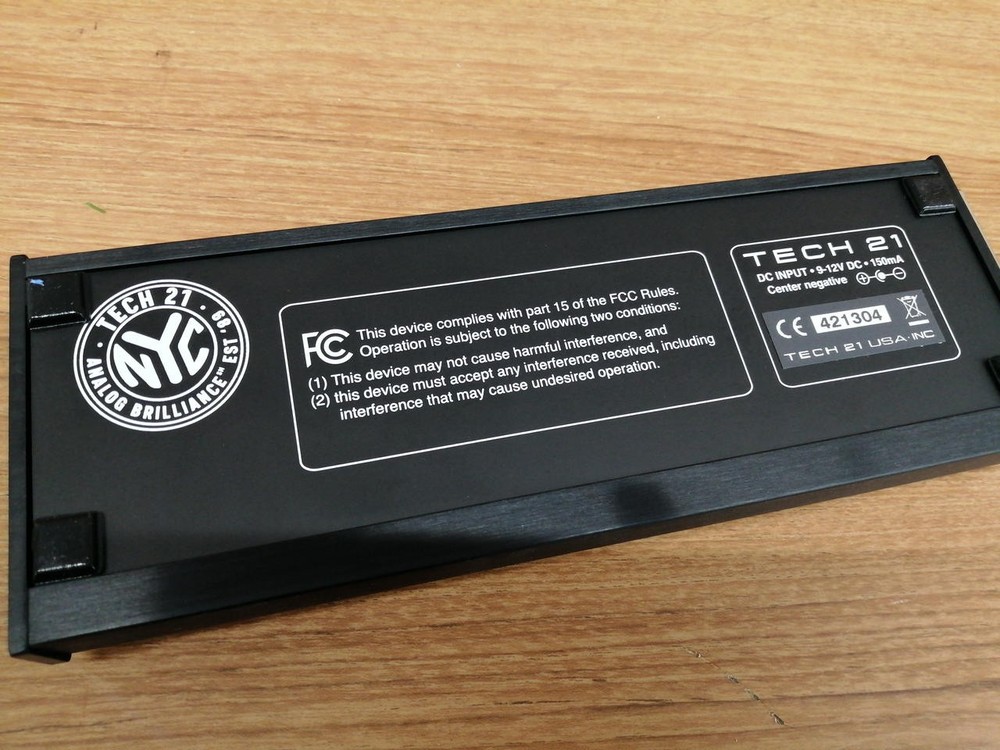 TECH 21
NYC
ANALOG BRILLIANCE℠ EST '89
FC
This device complies with part 15 of the FCC Rules.
Operation is subject to the following two conditions:
(1) This device may not cause harmful interference, and
(2) this device must accept any interference received, including
interference that may cause undesired operation.
TECH 21
DC INPUT • 9-12V DC • 150mA
Center negative
CE 421304
TECH 21 USA•INC